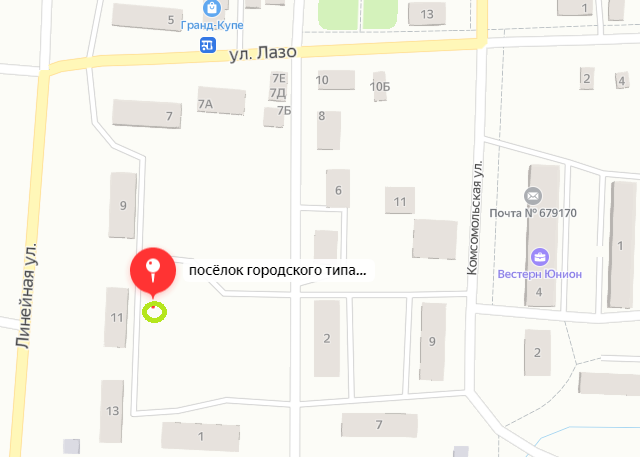 5
Гранд-Купе
13
1
ул. Лазо
7Е
7Д
7Б
7А
7
10
10Б
8
2
4
9
6
11
Комсомольская ул.
Почта № 679170
1
Линейная ул.
посёлок городского типа...
Вестерн Юнион
4
11
2
9
2
13
1
7